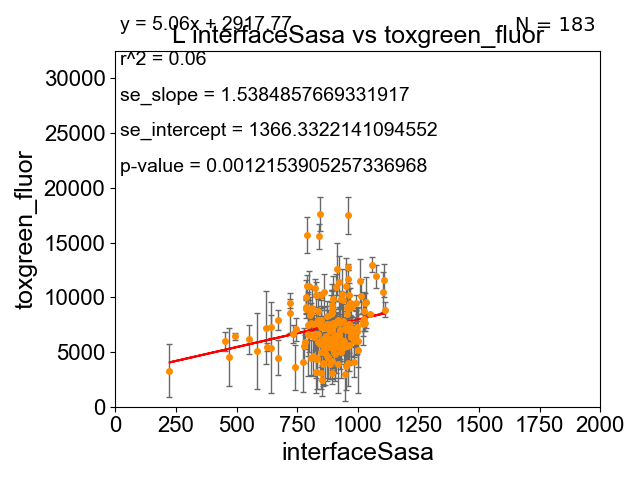 y = 5.06x + 2917.77
N = 183
L interfaceSasa vs toxgreen_fluor
r^2 = 0.06
se_slope = 1.5384857669331917
se_intercept = 1366.3322141094552
p-value = 0.0012153905257336968
30000
25000
20000
15000
10000
5000
0
toxgreen_fluor
0 250 500 750 1000 1250 1500 1750 2000
interfaceSasa